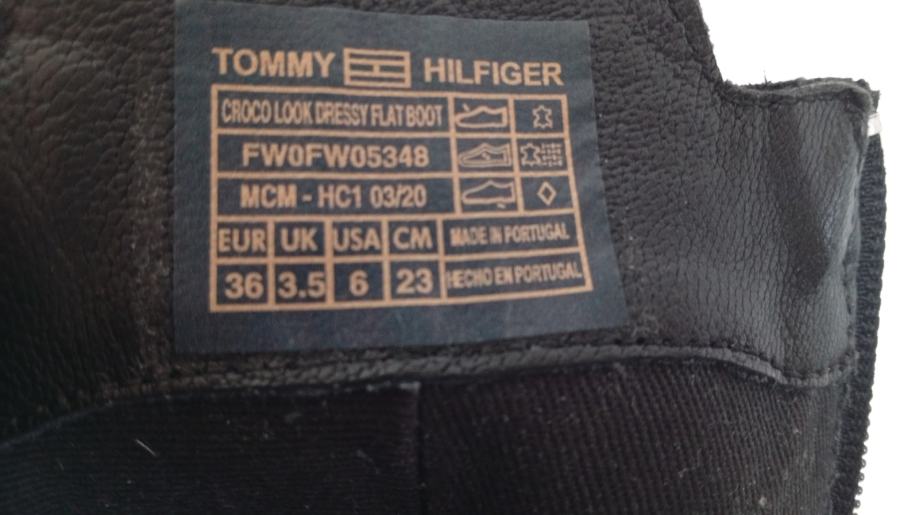 TOMMY HILFIGER
CROCO LOOK DRESSY FLAT BOOT
FW0FW05348
MCM - HC1 03/20
EUR UK USA CM MADE IN PORTUGAL
36 3.5 6 23 HECHO EN PORTUGAL